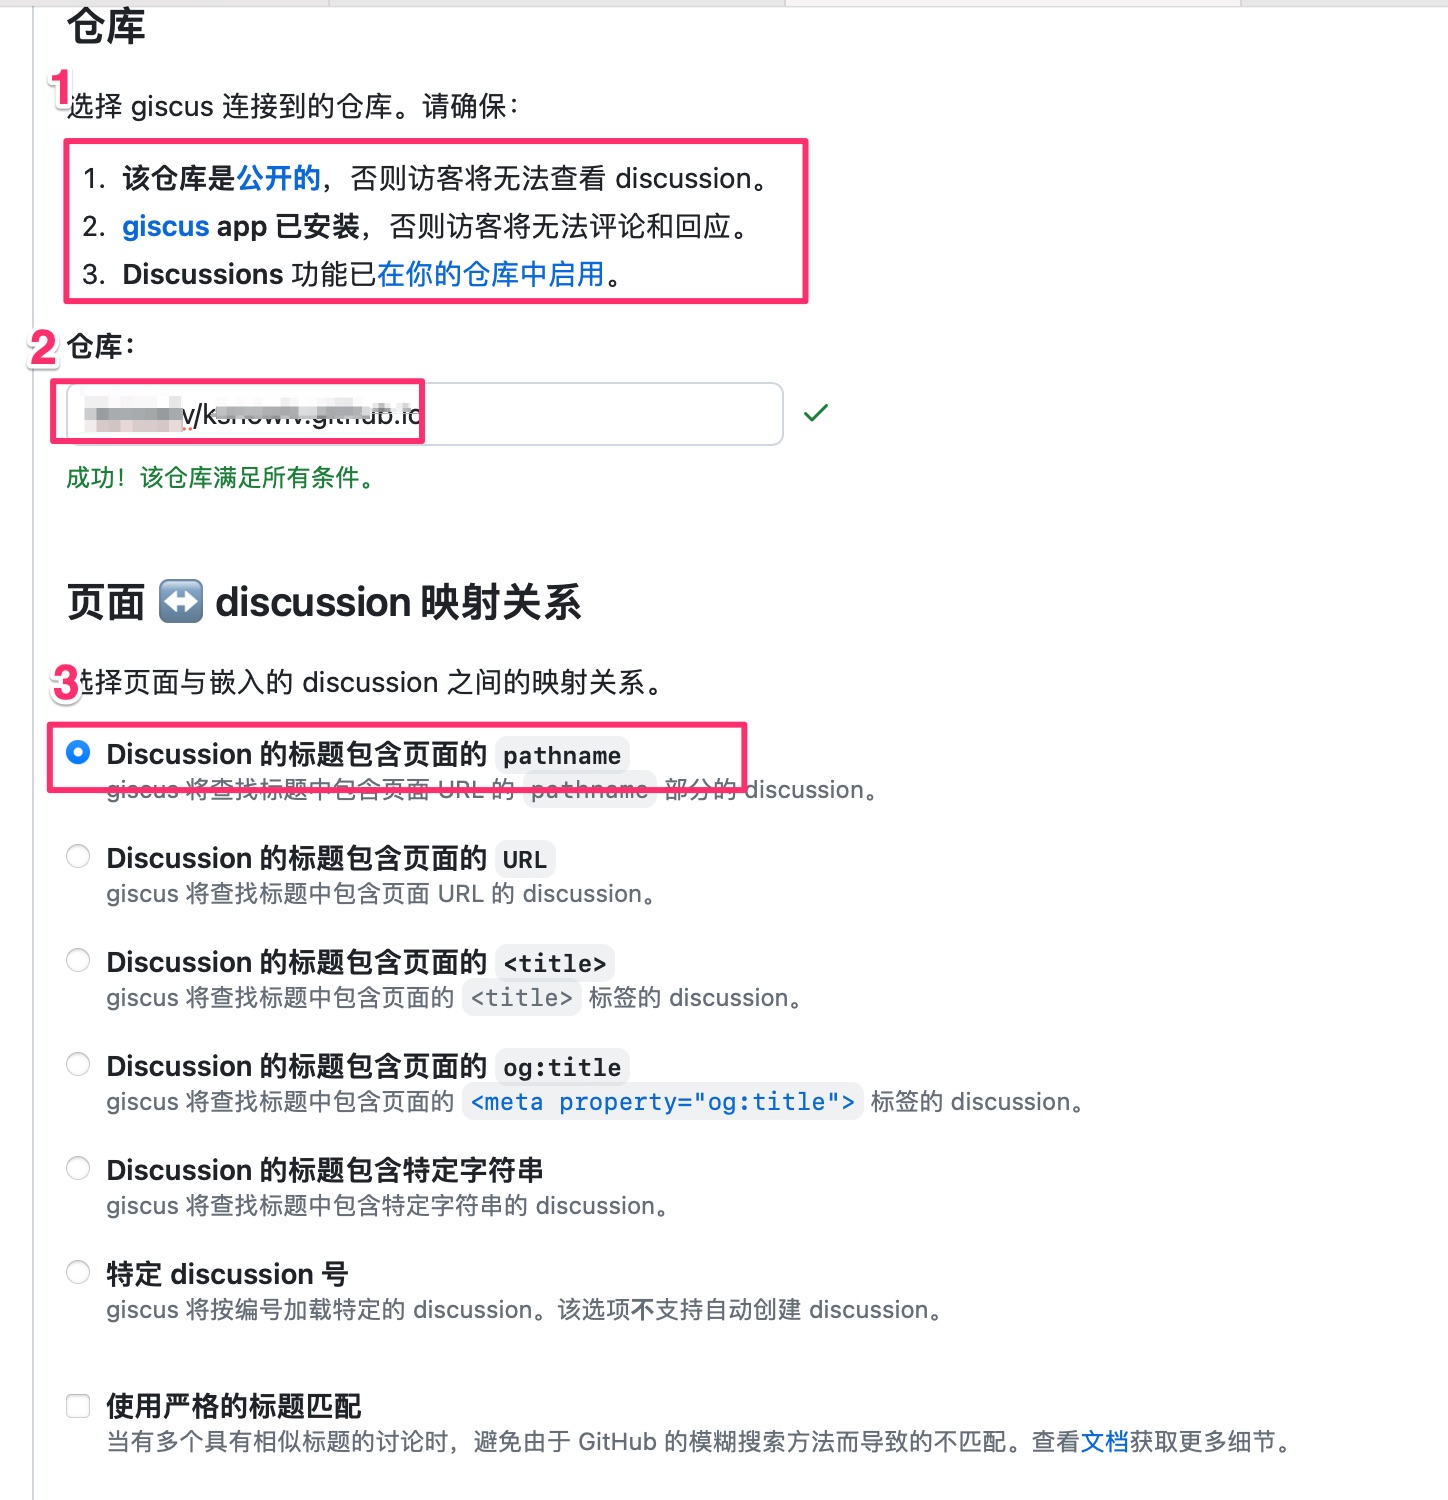 仓库
1
选择 giscus 连接到的仓库。请确保：
1. 该仓库是公开的，否则访客将无法查看 discussion。
2. giscus app 已安装，否则访客将无法评论和回应。
3. Discussions 功能已在你的仓库中启用。
2 仓库：
成功！该仓库满足所有条件。
页面 ↔️ discussion 映射关系
3
选择页面与嵌入的 discussion 之间的映射关系。
Discussion 的标题包含页面的 pathname
giscus 将查找标题中包含页面 URL 的 pathname 部分的 discussion。
Discussion 的标题包含页面的 URL
giscus 将查找标题中包含页面 URL 的 discussion。
Discussion 的标题包含页面的 <title>
giscus 将查找标题中包含页面的 <title> 标签的 discussion。
Discussion 的标题包含页面的 og:title
giscus 将查找标题中包含页面的 <meta property="og:title"> 标签的 discussion。
Discussion 的标题包含特定字符串
giscus 将查找标题中包含特定字符串的 discussion。
特定 discussion 号
giscus 将按编号加载特定的 discussion。该选项不支持自动创建 discussion。
使用严格的标题匹配
当有多个具有相似标题的讨论时，避免由于 GitHub 的模糊搜索方法而导致的不匹配。查看文档获取更多细节。